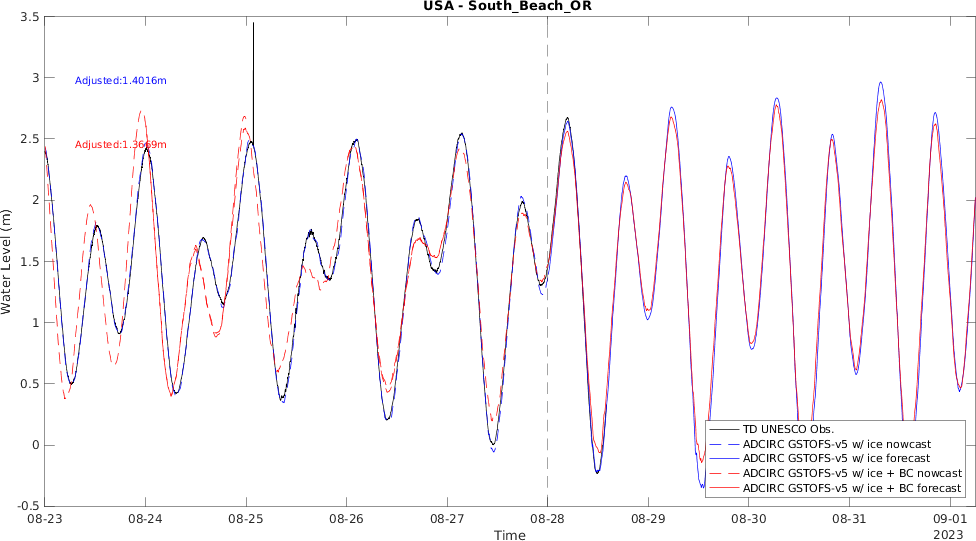 USA - South_Beach_OR
3.5
3
2.5
2
1.5
1
0.5
0
-0.5
Water Level (m)
Adjusted:1.4016m
Adjusted:1.3669m
TD UNESCO Obs.
ADCIRC GSTOFS-v5 w/ ice nowcast
ADCIRC GSTOFS-v5 w/ ice forecast
ADCIRC GSTOFS-v5 w/ ice + BC nowcast
ADCIRC GSTOFS-v5 w/ ice + BC forecast
08-23 08-24 08-25 08-26 08-27 08-28 08-29 08-30 08-31 09-01
2023
Time